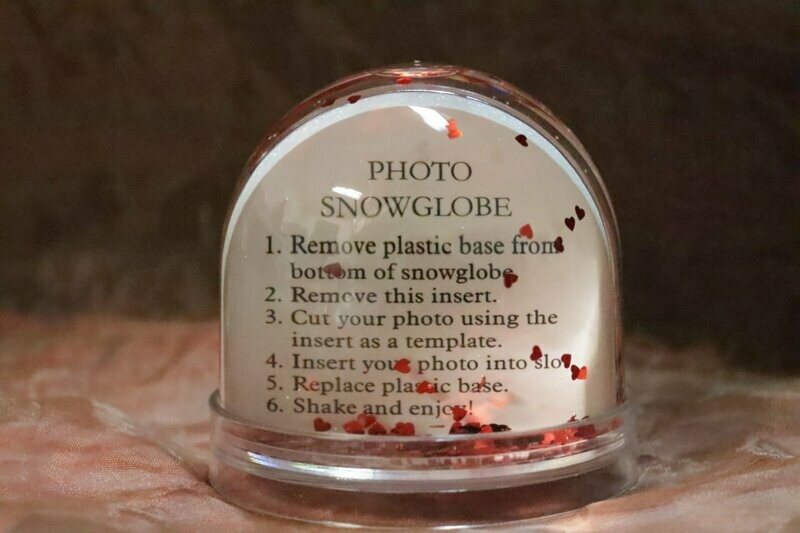 PHOTO
SNOWGLOBE
1. Remove plastic base from
bottom of snowglobe.
2. Remove this insert.
3. Cut your photo using the
insert as a template.
4. Insert your photo into slot.
5. Replace plastic base.
6. Shake and enjoy!